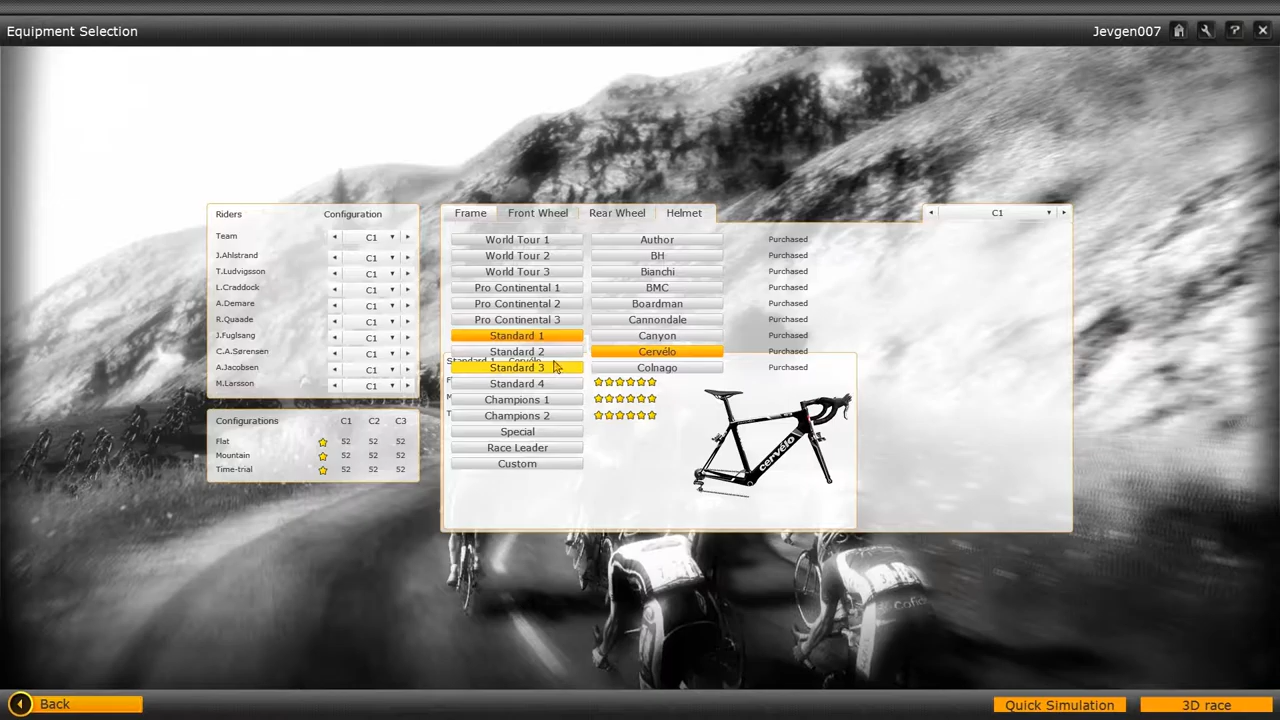 Equipment Selection
Jevgen007
Riders Configuration
Team C1
J.Ahlstrand C1
T.Ludvigsson C1
L.Craddock C1
A.Demare C1
R.Quaade C1
J.Fuglsang C1
C.A.Sørensen C1
A.Jacobsen C1
M.Larsson C1
Configurations C1 C2 C3
Flat 52 52 52
Mountain 52 52 52
Time-trial 52 52 52
Frame Front Wheel Rear Wheel Helmet
C1
World Tour 1 Author Purchased
World Tour 2 BH Purchased
World Tour 3 Bianchi Purchased
Pro Continental 1 BMC Purchased
Pro Continental 2 Boardman Purchased
Pro Continental 3 Cannondale Purchased
Standard 1 Canyon Purchased
Standard 2 Cervélo Purchased
Standard 1 Cervélo
Standard 3 Colnago Purchased
Standard 4
Champions 1
Champions 2
Special
Race Leader
Custom
cervélo
Back
Quick Simulation
3D race